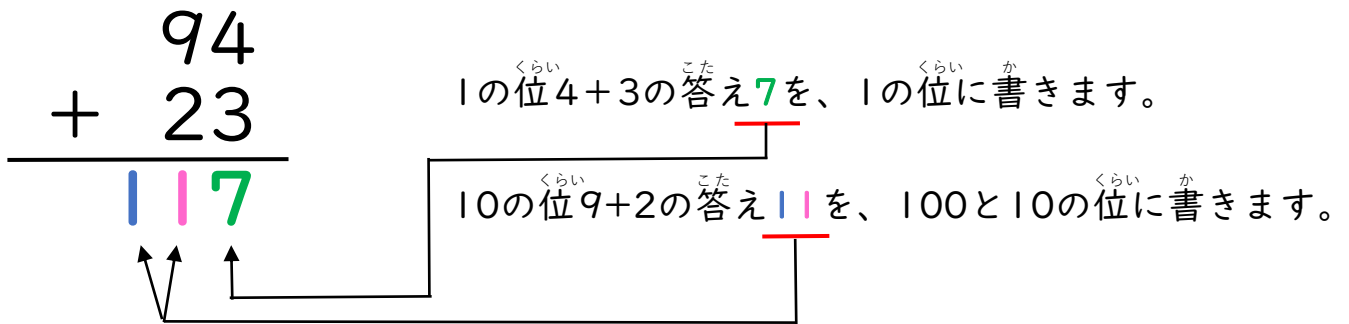 94
+ 23
117
くらい こた くらい か
1の位4+3の答え7を、1の位に書きます。
くらい こた くらい か
10の位9+2の答え11を、100と10の位に書きます。